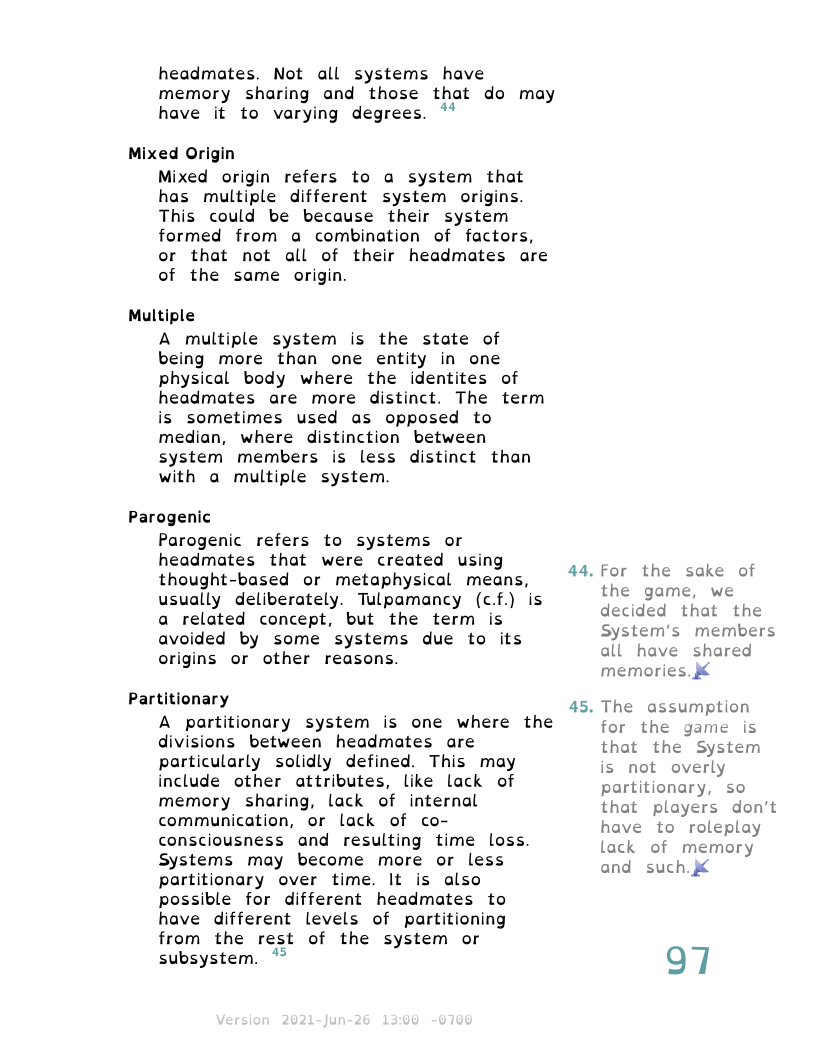 headmates. Not all systems have
memory sharing and those that do may
have it to varying degrees. 44
Mixed Origin
Mixed origin refers to a system that
has multiple different system origins.
This could be because their system
formed from a combination of factors,
or that not all of their headmates are
of the same origin.
Multiple
A multiple system is the state of
being more than one entity in one
physical body where the identites of
headmates are more distinct. The term
is sometimes used as opposed to
median, where distinction between
system members is less distinct than
with a multiple system.
Parogenic
Parogenic refers to systems or
headmates that were created using
thought-based or metaphysical means,
usually deliberately. Tulpamancy (c.f.) is
a related concept, but the term is
avoided by some systems due to its
origins or other reasons.
Partitionary
A partitionary system is one where the
divisions between headmates are
particularly solidly defined. This may
include other attributes, like lack of
memory sharing, lack of internal
communication, or lack of co-
consciousness and resulting time loss.
Systems may become more or less
partitionary over time. It is also
possible for different headmates to
have different levels of partitioning
from the rest of the system or
subsystem. 45
44. For the sake of
the game, we
decided that the
System's members
all have shared
memories.
45. The assumption
for the game is
that the System
is not overly
partitionary, so
that players don't
have to roleplay
lack of memory
and such.
97
Version 2021-Jun-26 13:00 -0700